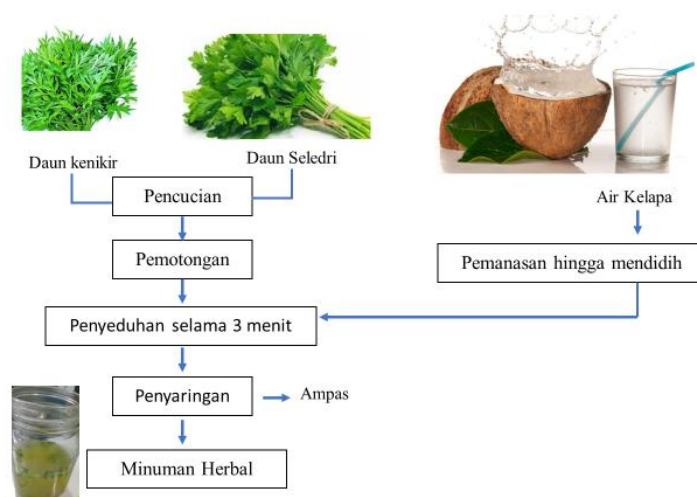 Daun kenikir
Daun Seledri
Pencucian
Air Kelapa
Pemotongan
Pemanasan hingga mendidih
Penyeduhan selama 3 menit
Penyaringan
Ampas
Minuman Herbal